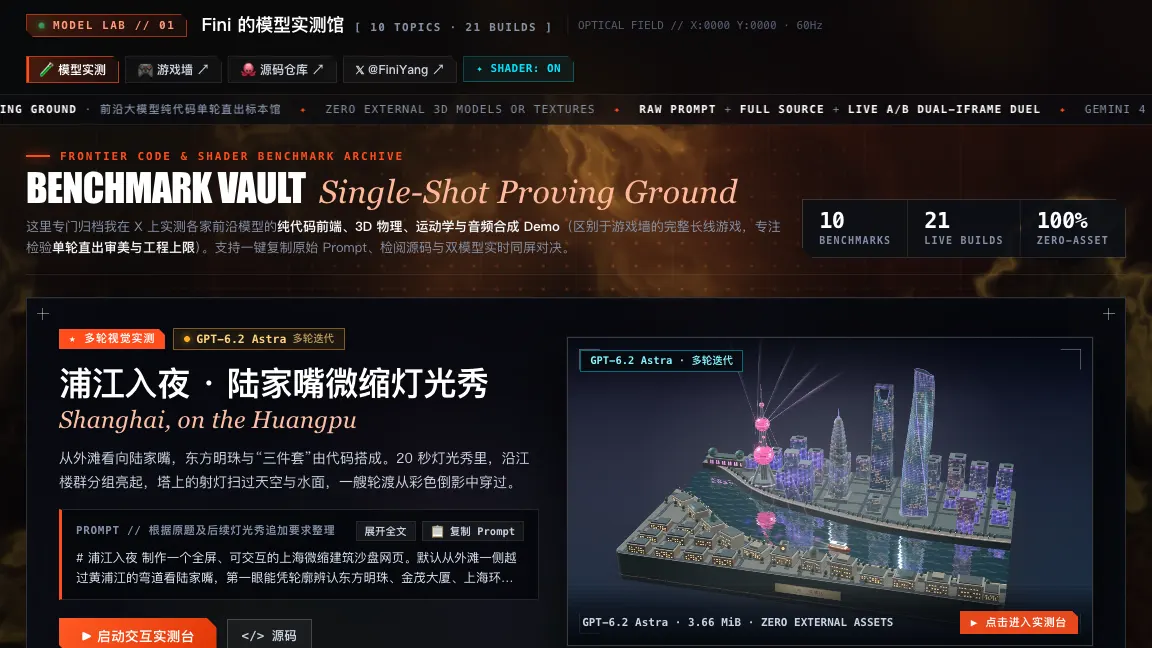 MODEL LAB // 01
Fini 的模型实测馆
[ 10 TOPICS · 21 BUILDS ]
OPTICAL FIELD // X:0000 Y:0000 · 60Hz
模型实测
游戏墙 ↗
源码仓库 ↗
𝕏 @FiniYang ↗
✦ SHADER: ON
ING GROUND · 前沿大模型纯代码单轮直出标本馆 ✦ ZERO EXTERNAL 3D MODELS OR TEXTURES ✦ RAW PROMPT + FULL SOURCE + LIVE A/B DUAL-IFRAME DUEL ✦ GEMINI 4
FRONTIER CODE & SHADER BENCHMARK ARCHIVE
BENCHMARK VAULT Single-Shot Proving Ground
这里专门归档我在 X 上实测各家前沿模型的纯代码前端、3D 物理、运动学与音频合成 Demo（区别于游戏墙的完整长线游戏，专注
检验单轮直出审美与工程上限）。支持一键复制原始 Prompt、检阅源码与双模型实时同屏对决。
10
BENCHMARKS
21
LIVE BUILDS
100%
ZERO-ASSET
★ 多轮视觉实测
GPT-6.2 Astra 多轮迭代
浦江入夜 · 陆家嘴微缩灯光秀
Shanghai, on the Huangpu
从外滩看向陆家嘴，东方明珠与“三件套”由代码搭成。20 秒灯光秀里，沿江
楼群分组亮起，塔上的射灯扫过天空与水面，一艘轮渡从彩色倒影中穿过。
PROMPT // 根据原题及后续灯光秀追加要求整理
展开全文
📋 复制 Prompt
# 浦江入夜 制作一个全屏、可交互的上海微缩建筑沙盘网页。默认从外滩一侧越
过黄浦江的弯道看陆家嘴，第一眼能凭轮廓辨认东方明珠、金茂大厦、上海环...
▶ 启动交互实测台
</> 源码
GPT-6.2 Astra · 多轮迭代
GPT-6.2 Astra · 3.66 MiB · ZERO EXTERNAL ASSETS
▶ 点击进入实测台